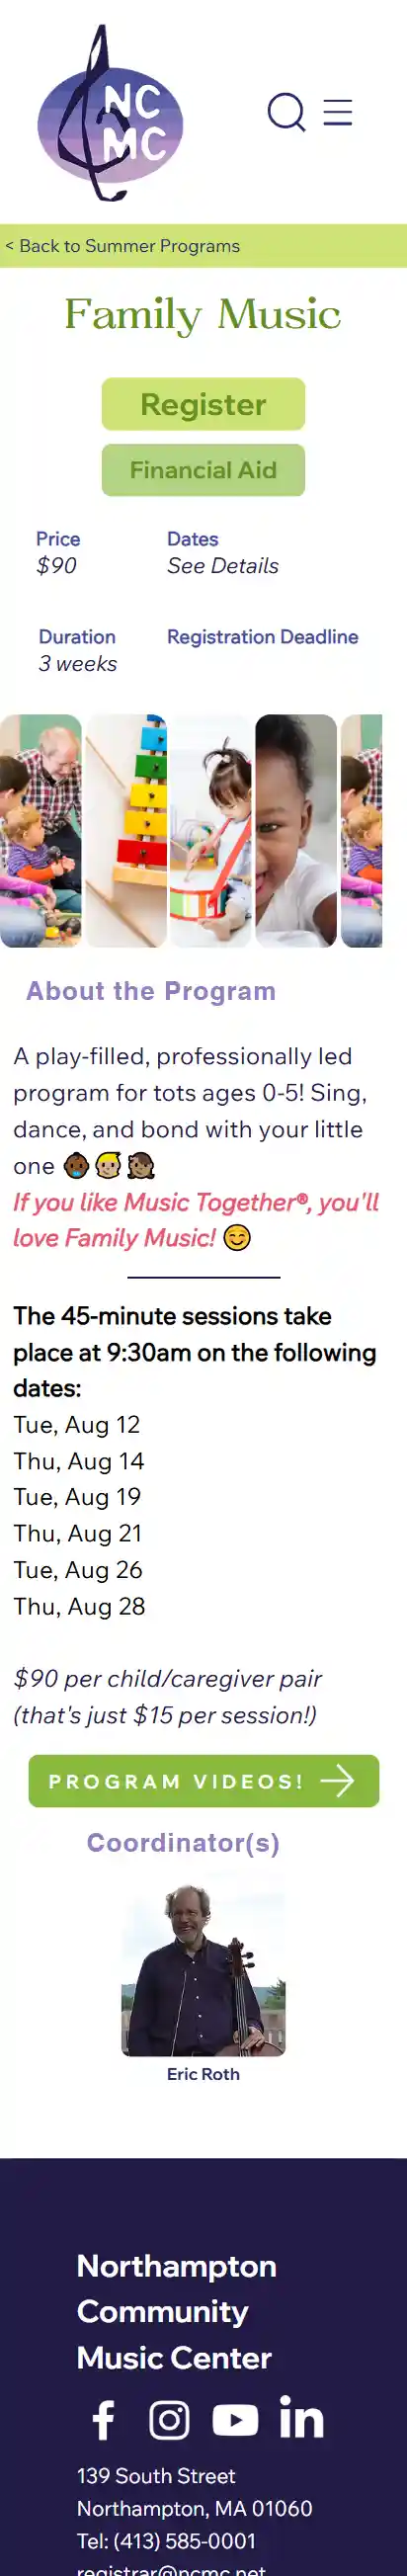 NC
MC
< Back to Summer Programs
Family Music
Register
Financial Aid
Price
$90
Dates
See Details
Duration
3 weeks
Registration Deadline
About the Program
A play-filled, professionally led
program for tots ages 0-5! Sing,
dance, and bond with your little
one 👶🏿👦🏼👧🏽
If you like Music Together®, you'll
love Family Music! 😊
The 45-minute sessions take
place at 9:30am on the following
dates:
Tue, Aug 12
Thu, Aug 14
Tue, Aug 19
Thu, Aug 21
Tue, Aug 26
Thu, Aug 28
$90 per child/caregiver pair
(that's just $15 per session!)
PROGRAM VIDEOS!
Coordinator(s)
Eric Roth
Northampton
Community
Music Center
139 South Street
Northampton, MA 01060
Tel: (413) 585-0001
registrar@ncmc.net